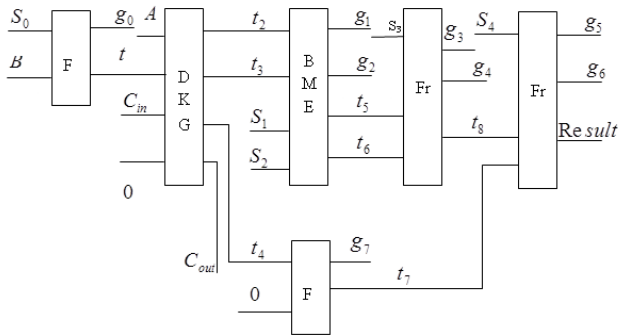 S0 g0 A t2 g1 S3 g3 S4 g5
B F t D K G t3 B M E g2 g4 Fr g6
Cin S1 t5 Fr t8 Result
S2 t6
0
Cout t4 g7 t7
0 F